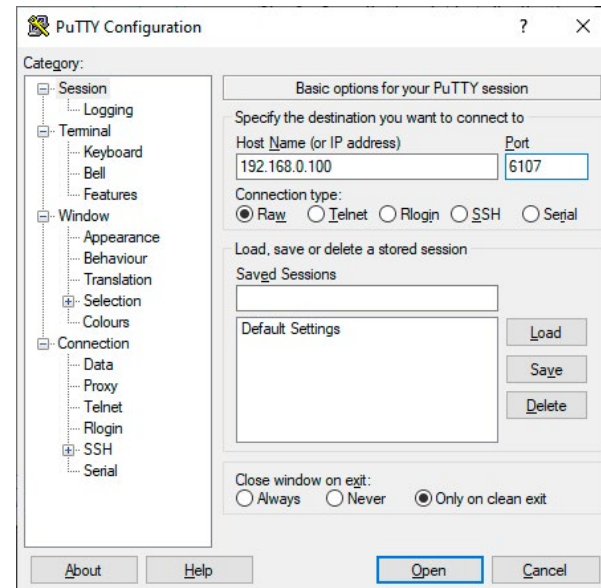 PuTTY Configuration
?
Category:
Session
Logging
Terminal
Keyboard
Bell
Features
Window
Appearance
Behaviour
Translation
Selection
Colours
Connection
Data
Proxy
Telnet
Rlogin
SSH
Serial
Basic options for your PuTTY session
Specify the destination you want to connect to
Host Name (or IP address) Port
192.168.0.100 6107
Connection type:
Raw Telnet Rlogin SSH Serial
Load, save or delete a stored session
Saved Sessions
Default Settings
Load
Save
Delete
Close window on exit:
Always Never Only on clean exit
About Help Open Cancel